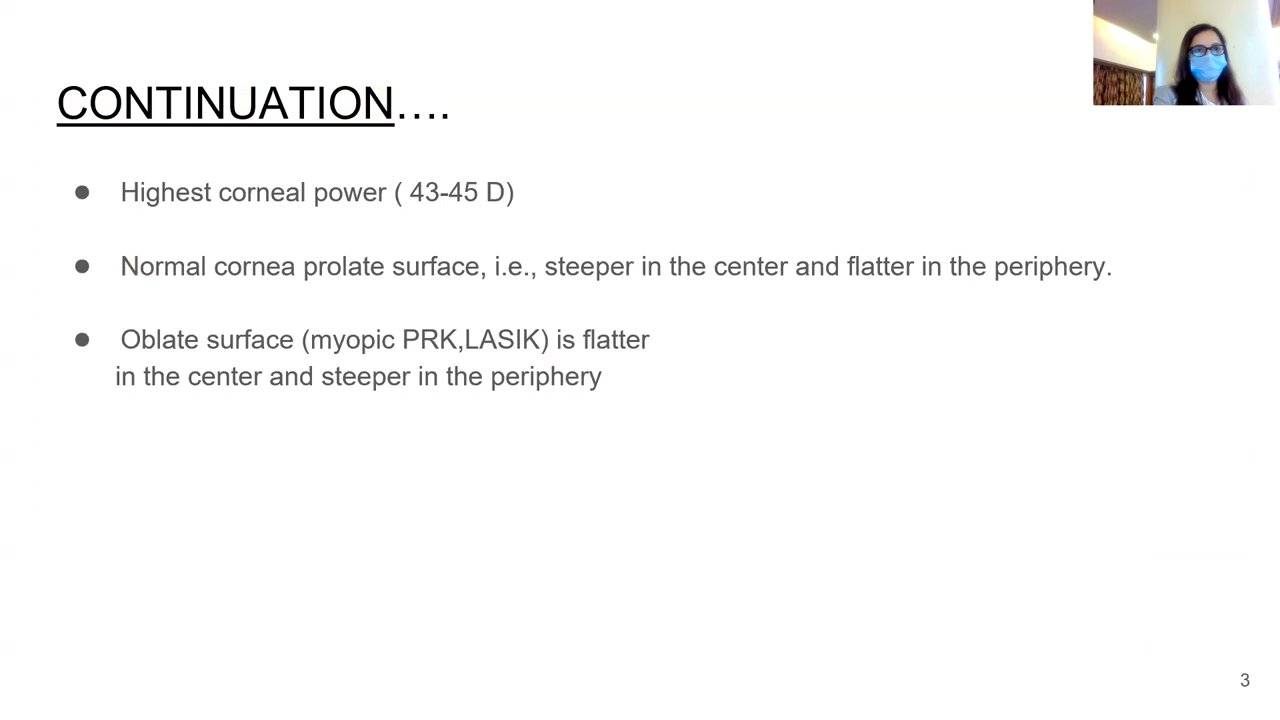 CONTINUATION....
● Highest corneal power ( 43-45 D)
● Normal cornea prolate surface, i.e., steeper in the center and flatter in the periphery.
● Oblate surface (myopic PRK,LASIK) is flatter
in the center and steeper in the periphery
3